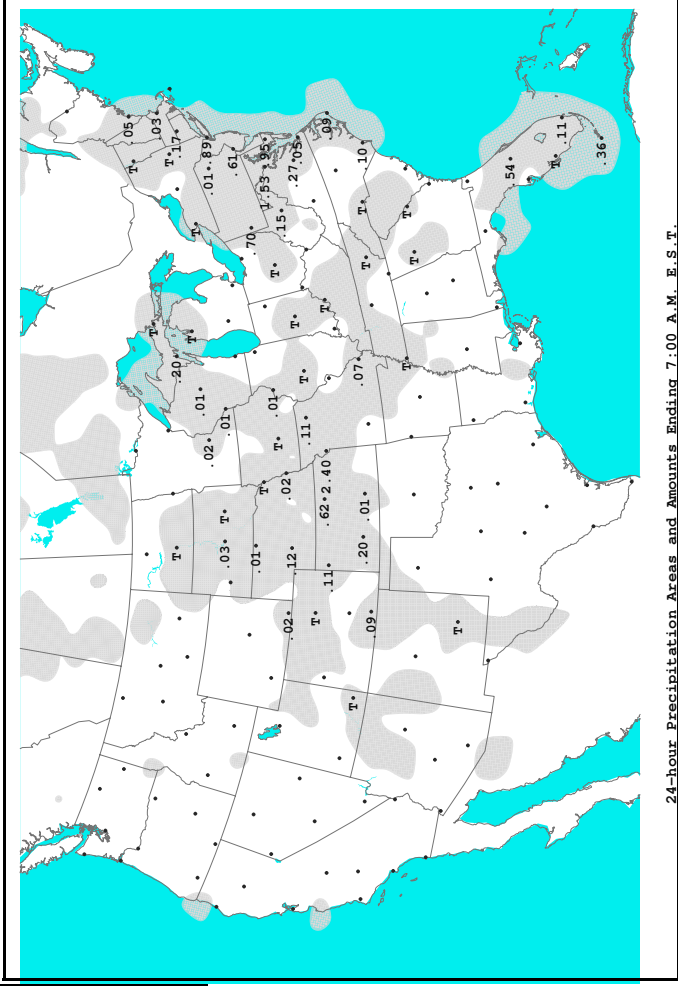 .05
T
T
.03
T
.17
.20
T
T
T
.01
.89
.01
.02
.03
T
.01
.61
.70
.01
T
1.53
.95
.01
T
T
.15
.02
.02
.12
.27
.05
T
T
.11
T
T
.62
2.40
.09
.11
T
.07
.10
T
.20
.01
T
.09
T
T
T
T
.54
T
.11
.36
24-hour Precipitation Areas and Amounts Ending 7:00 A.M. E.S.T.